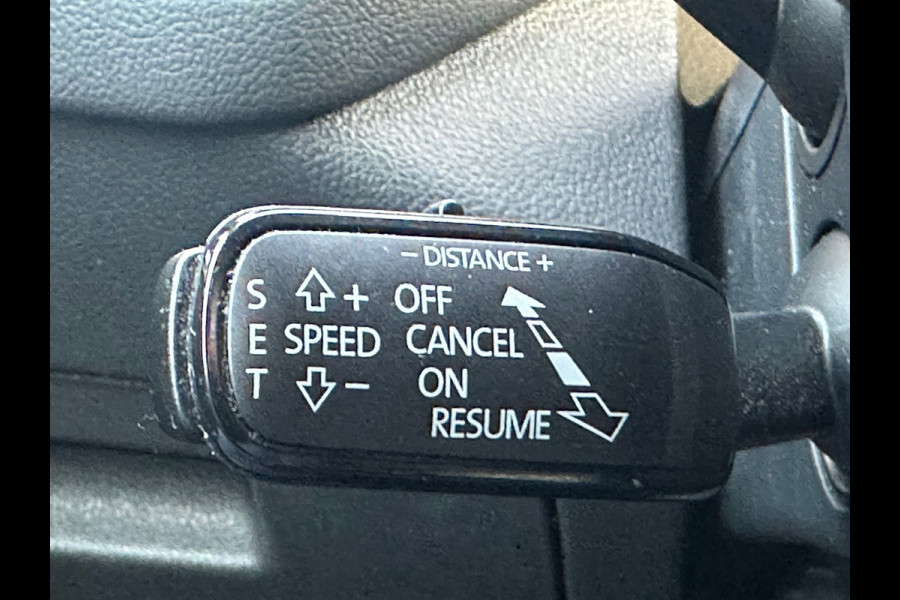 – DISTANCE +
S + OFF
E SPEED CANCEL
T – ON
RESUME